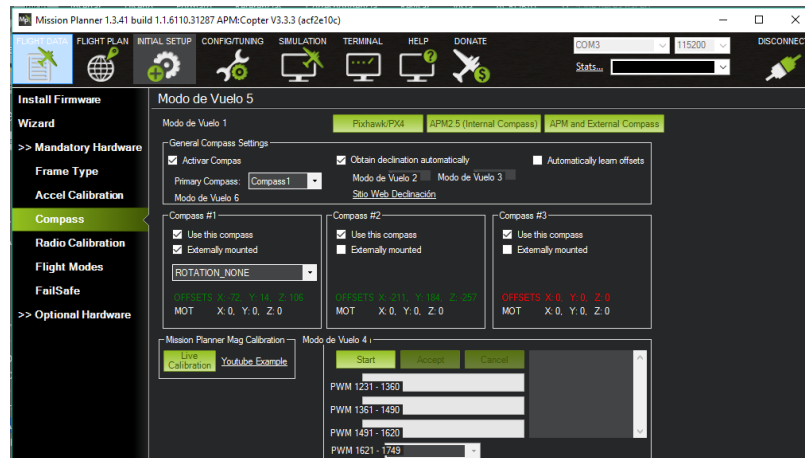 Mission Planner 1.3.41 build 1.1.6110.31287 APM:Copter V3.3.3 (acf2e10c)
FLIGHT DATA FLIGHT PLAN INITIAL SETUP CONFIG/TUNING SIMULATION TERMINAL HELP DONATE COM3 115200 DISCONNECT
Stats...
Install Firmware
Wizard
>> Mandatory Hardware
Frame Type
Accel Calibration
Compass
Radio Calibration
Flight Modes
FailSafe
>> Optional Hardware
Modo de Vuelo 5
Modo de Vuelo 1 Pixhawk/PX4 APM2.5 (Internal Compass) APM and External Compass
General Compass Settings
Activar Compas Obtain declination automatically Automatically learn offsets
Primary Compass: Compass1 Modo de Vuelo 2 Modo de Vuelo 3
Modo de Vuelo 6 Sitio Web Declinación
Compass #1 Compass #2 Compass #3
Use this compass Use this compass Use this compass
Externally mounted Externally mounted Externally mounted
ROTATION_NONE
OFFSETS X: -72, Y: 14, Z: 106 OFFSETS X: -211, Y: 184, Z: -257 OFFSETS X: 0, Y: 0, Z: 0
MOT X: 0, Y: 0, Z: 0 MOT X: 0, Y: 0, Z: 0 MOT X: 0, Y: 0, Z: 0
Mission Planner Mag Calibration Modo de Vuelo 4
Live Calibration Youtube Example Start Accept Cancel
PWM 1231 - 1360
PWM 1361 - 1490
PWM 1491 - 1620
PWM 1621 - 1749